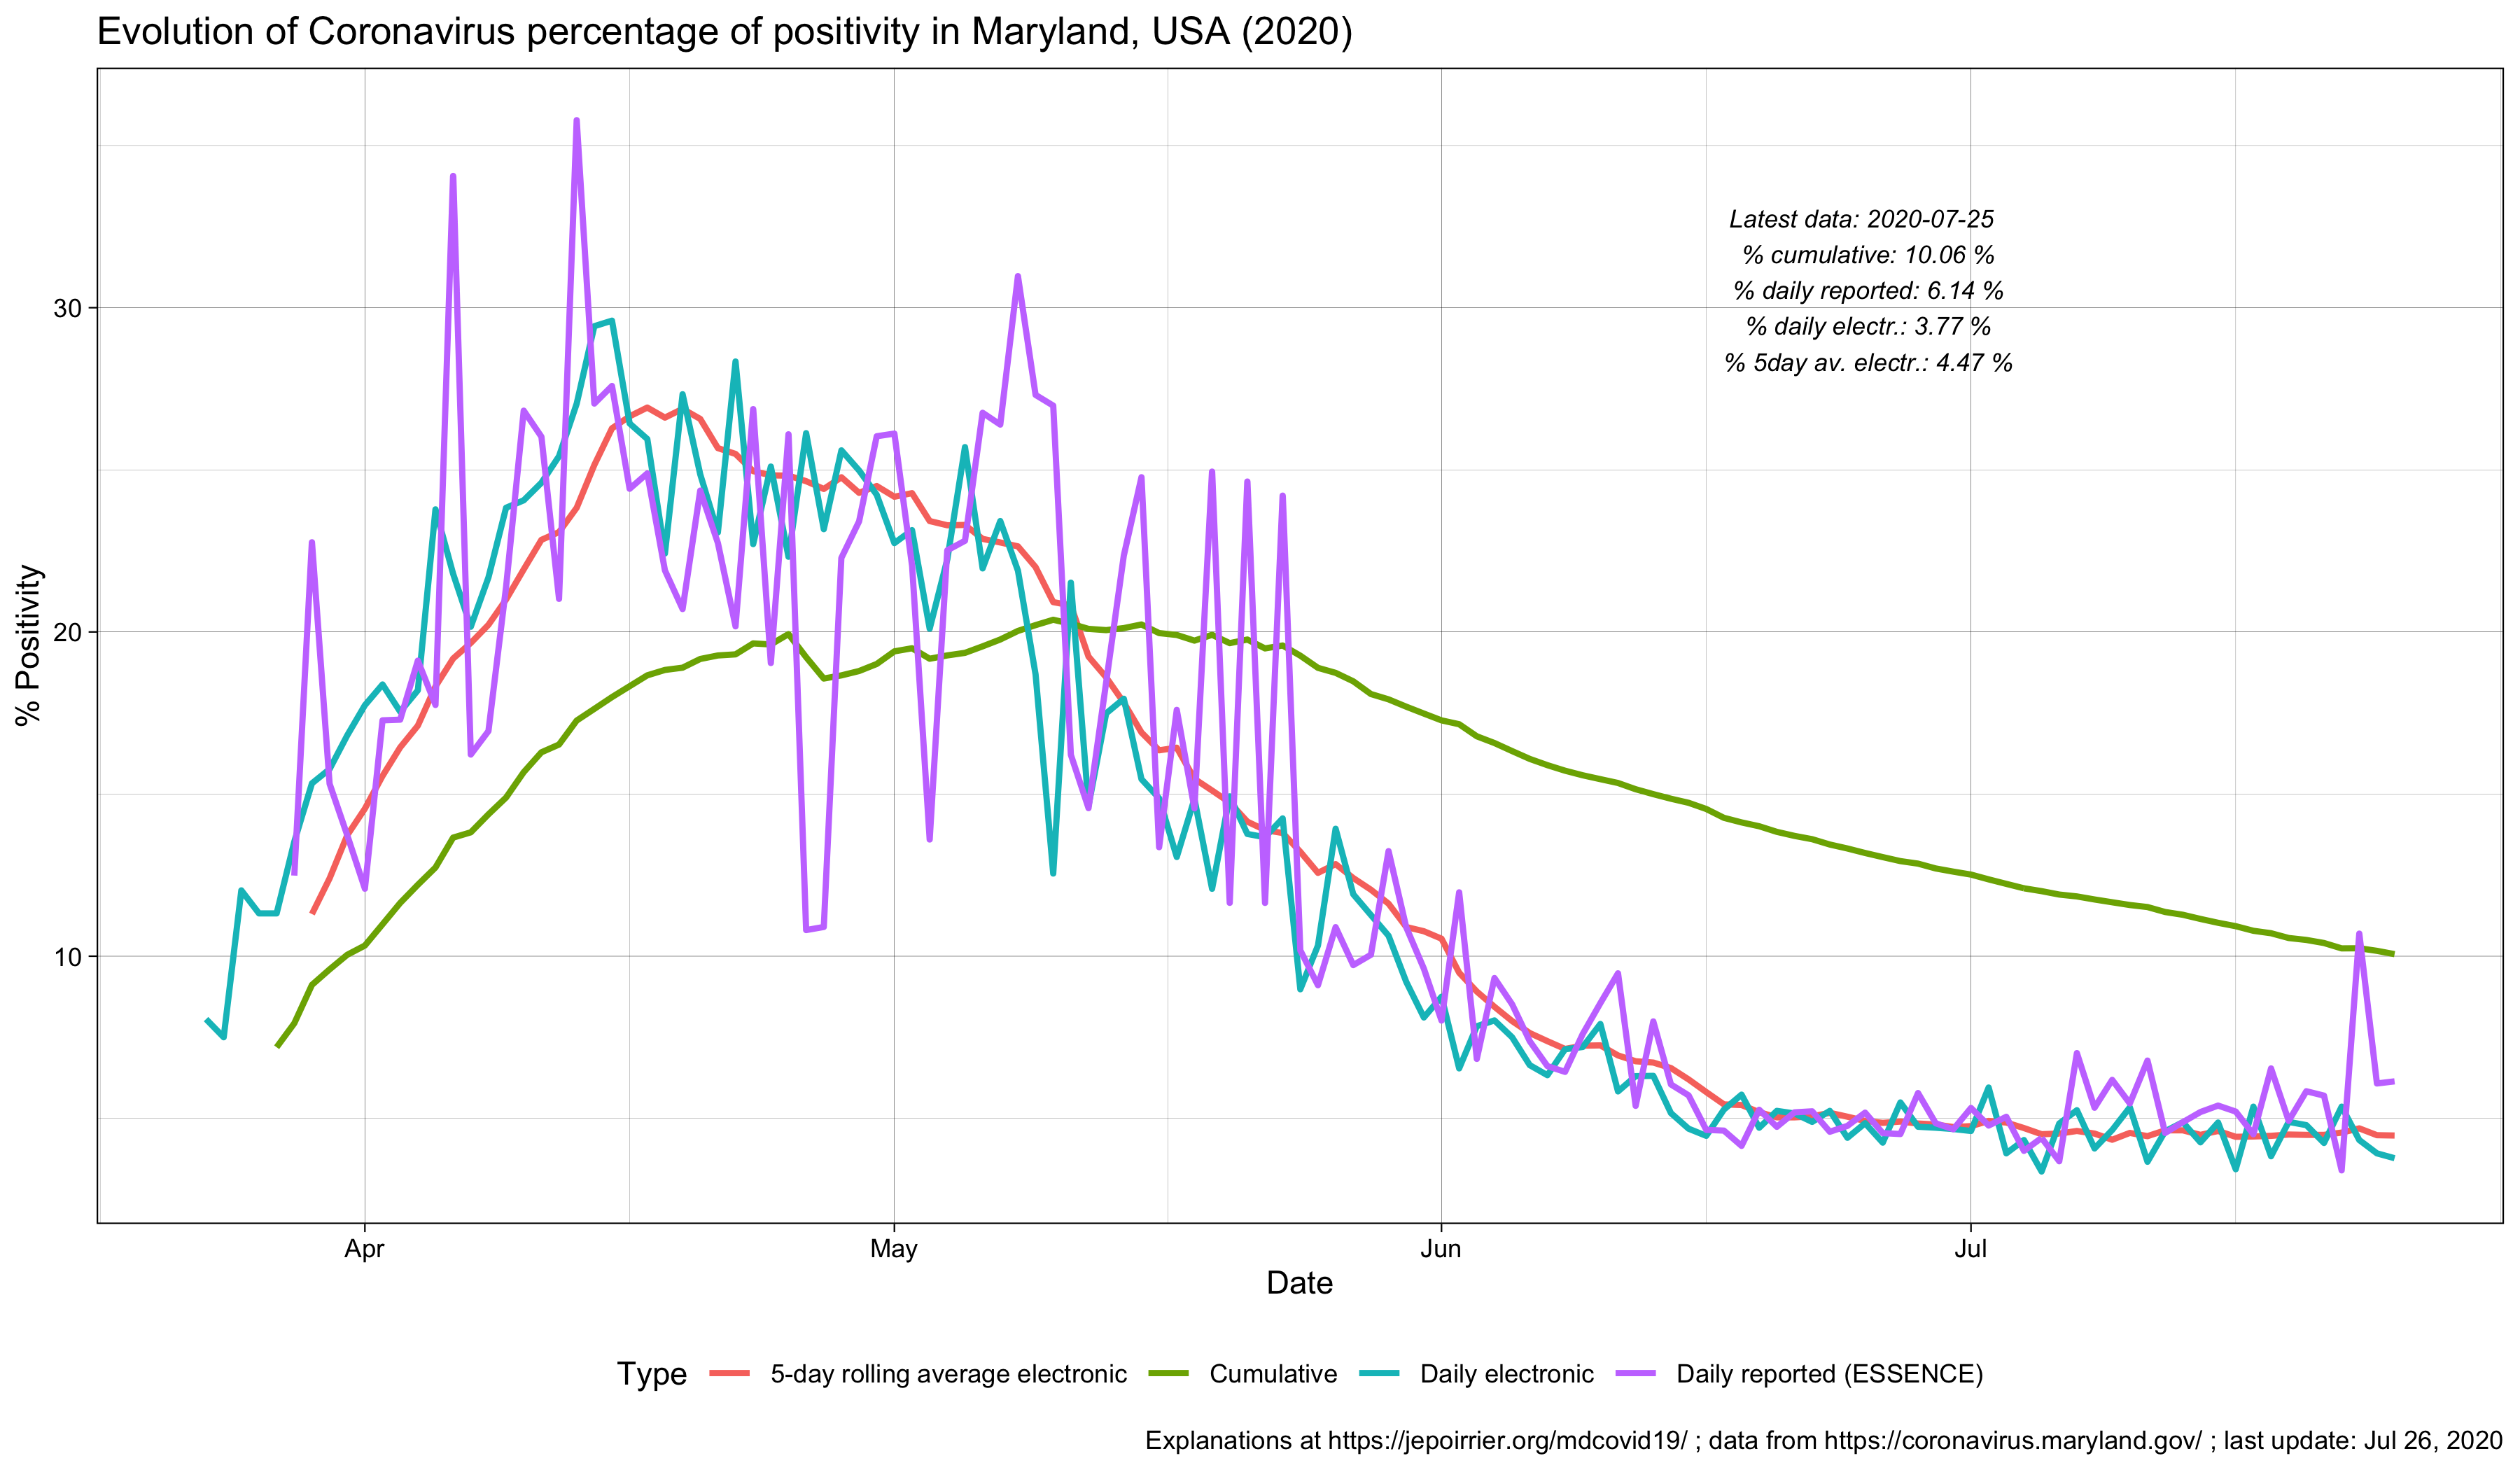 Evolution of Coronavirus percentage of positivity in Maryland, USA (2020)
Latest data: 2020-07-25
% cumulative: 10.06 %
% daily reported: 6.14 %
% daily electr.: 3.77 %
% 5day av. electr.: 4.47 %
30
20
10
% Positivity
Apr May Jun Jul
Date
Type 5-day rolling average electronic Cumulative Daily electronic Daily reported (ESSENCE)
Explanations at https://jepoirrier.org/mdcovid19/ ; data from https://coronavirus.maryland.gov/ ; last update: Jul 26, 2020